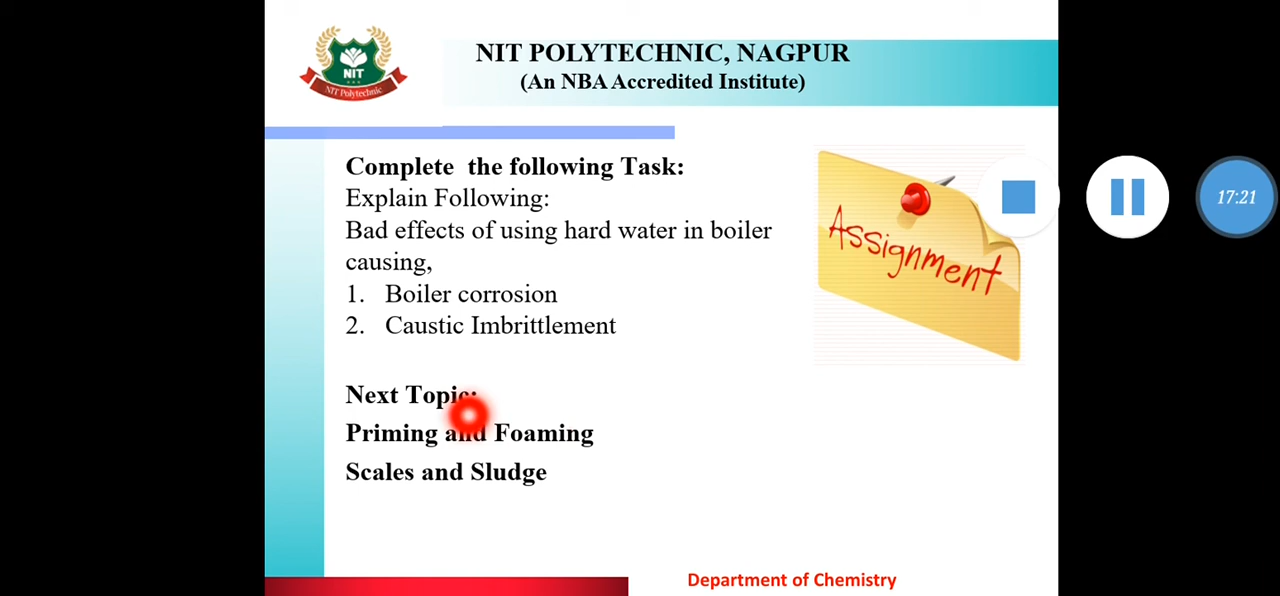 NIT POLYTECHNIC, NAGPUR
(An NBA Accredited Institute)
NIT
NIT Polytechnic
Complete the following Task:
Explain Following:
Bad effects of using hard water in boiler
causing,
1. Boiler corrosion
2. Caustic Imbrittlement
Assignment
17:21
Next Topic:
Priming and Foaming
Scales and Sludge
Department of Chemistry